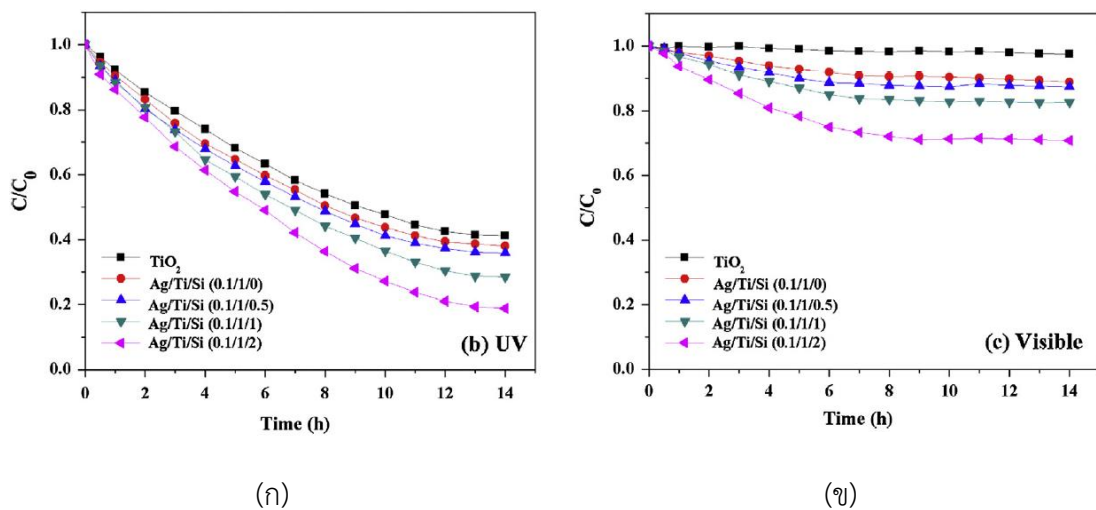 C/C0
1.0
0.8
0.6
0.4
0.2
0.0
TiO2
Ag/Ti/Si (0.1/1/0)
Ag/Ti/Si (0.1/1/0.5)
Ag/Ti/Si (0.1/1/1)
Ag/Ti/Si (0.1/1/2)
(b) UV
0 2 4 6 8 10 12 14
Time (h)
(ก)
C/C0
1.0
0.8
0.6
0.4
0.2
0.0
TiO2
Ag/Ti/Si (0.1/1/0)
Ag/Ti/Si (0.1/1/0.5)
Ag/Ti/Si (0.1/1/1)
Ag/Ti/Si (0.1/1/2)
(c) Visible
0 2 4 6 8 10 12 14
Time (h)
(ข)